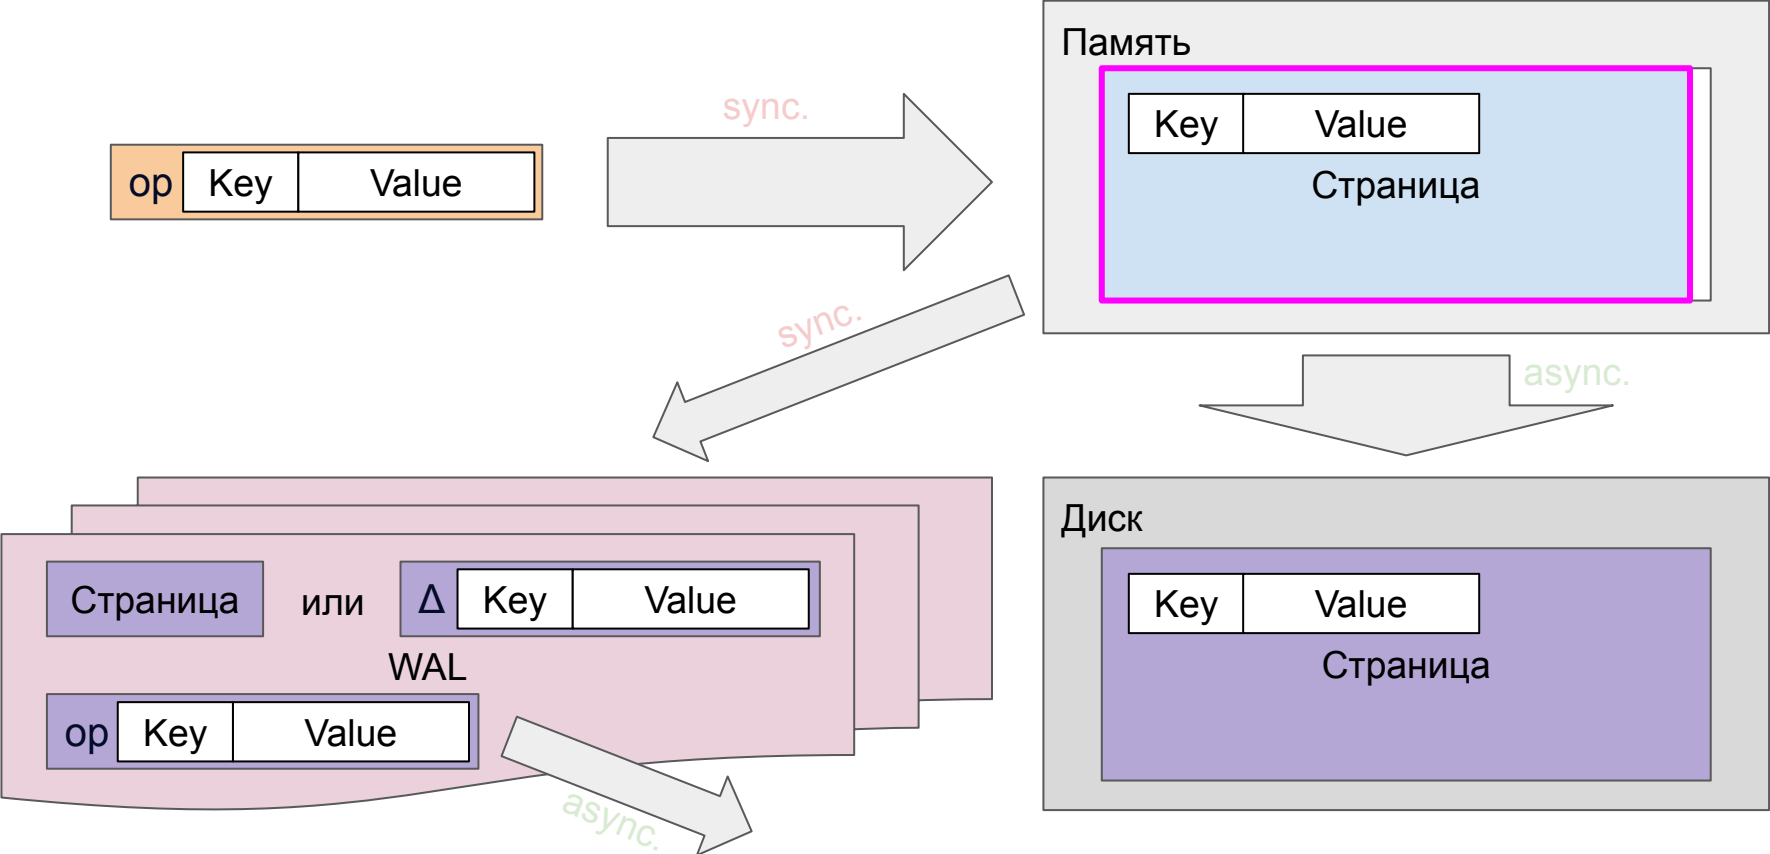 Память
sync.
Key Value
Страница
op Key Value
sync.
async.
Диск
Key Value
Страница
Страница или Δ Key Value
WAL
op Key Value
async.